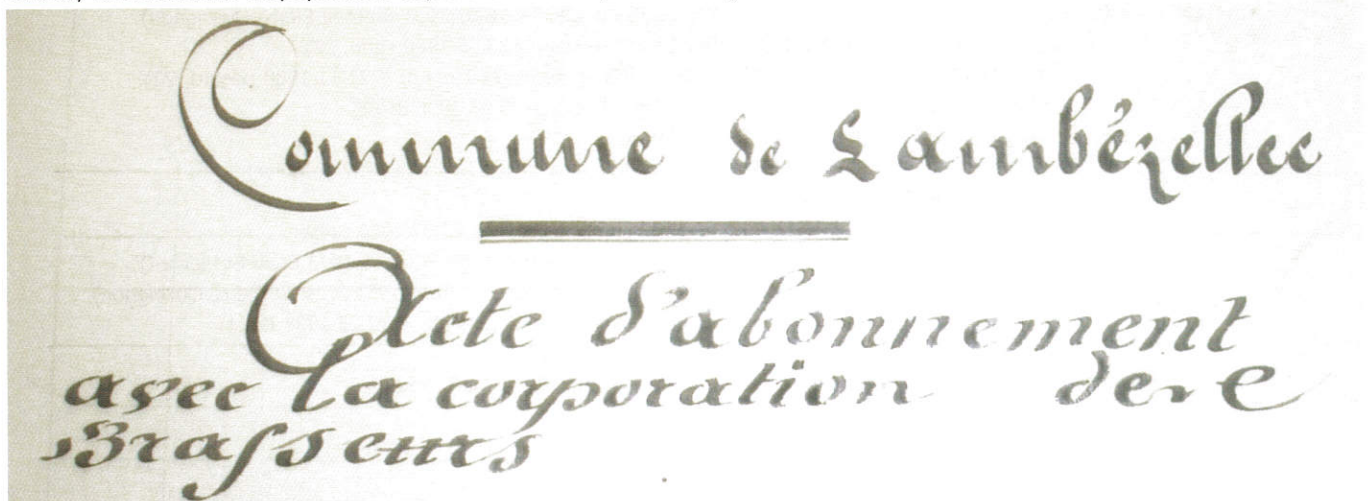 Commune de Lambézellec
Acte d'abonnement
avec la corporation des
Brasseurs